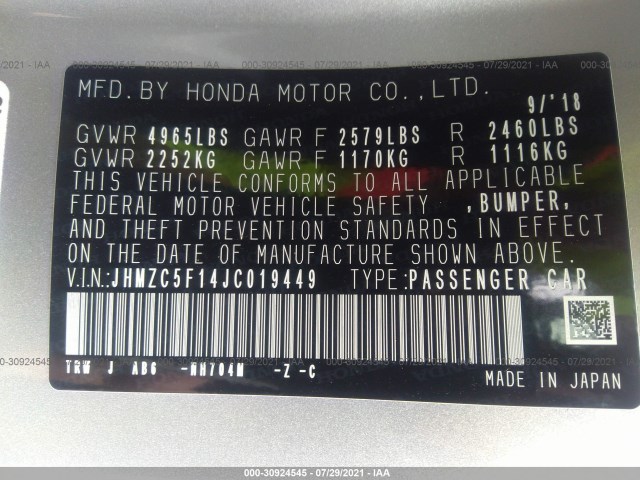 000-30924545 / 07/29/2021 - IAA
MFD.BY HONDA MOTOR CO.,LTD.
9/'18
GVWR 4965LBS GAWR F 2579LBS R 2460LBS
GVWR 2252KG GAWR F 1170KG R 1116KG
THIS VEHICLE CONFORMS TO ALL APPLICABLE
FEDERAL MOTOR VEHICLE SAFETY ,BUMPER,
AND THEFT PREVENTION STANDARDS IN EFFECT
ON THE DATE OF MANUFACTURE SHOWN ABOVE.
V.I.N.:JHMZC5F14JC019449 TYPE:PASSENGER CAR
TRW J ABC -NH704M -Z -C
MADE IN JAPAN
000-30924545 - 07/29/2021 - IAA